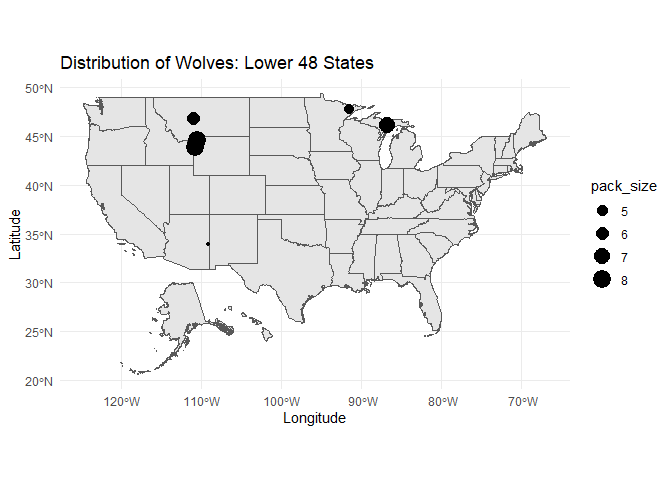 Distribution of Wolves: Lower 48 States
50°N
45°N
40°N
35°N
30°N
25°N
20°N
Latitude
120°W
110°W
100°W
90°W
80°W
70°W
Longitude
pack_size
5
6
7
8